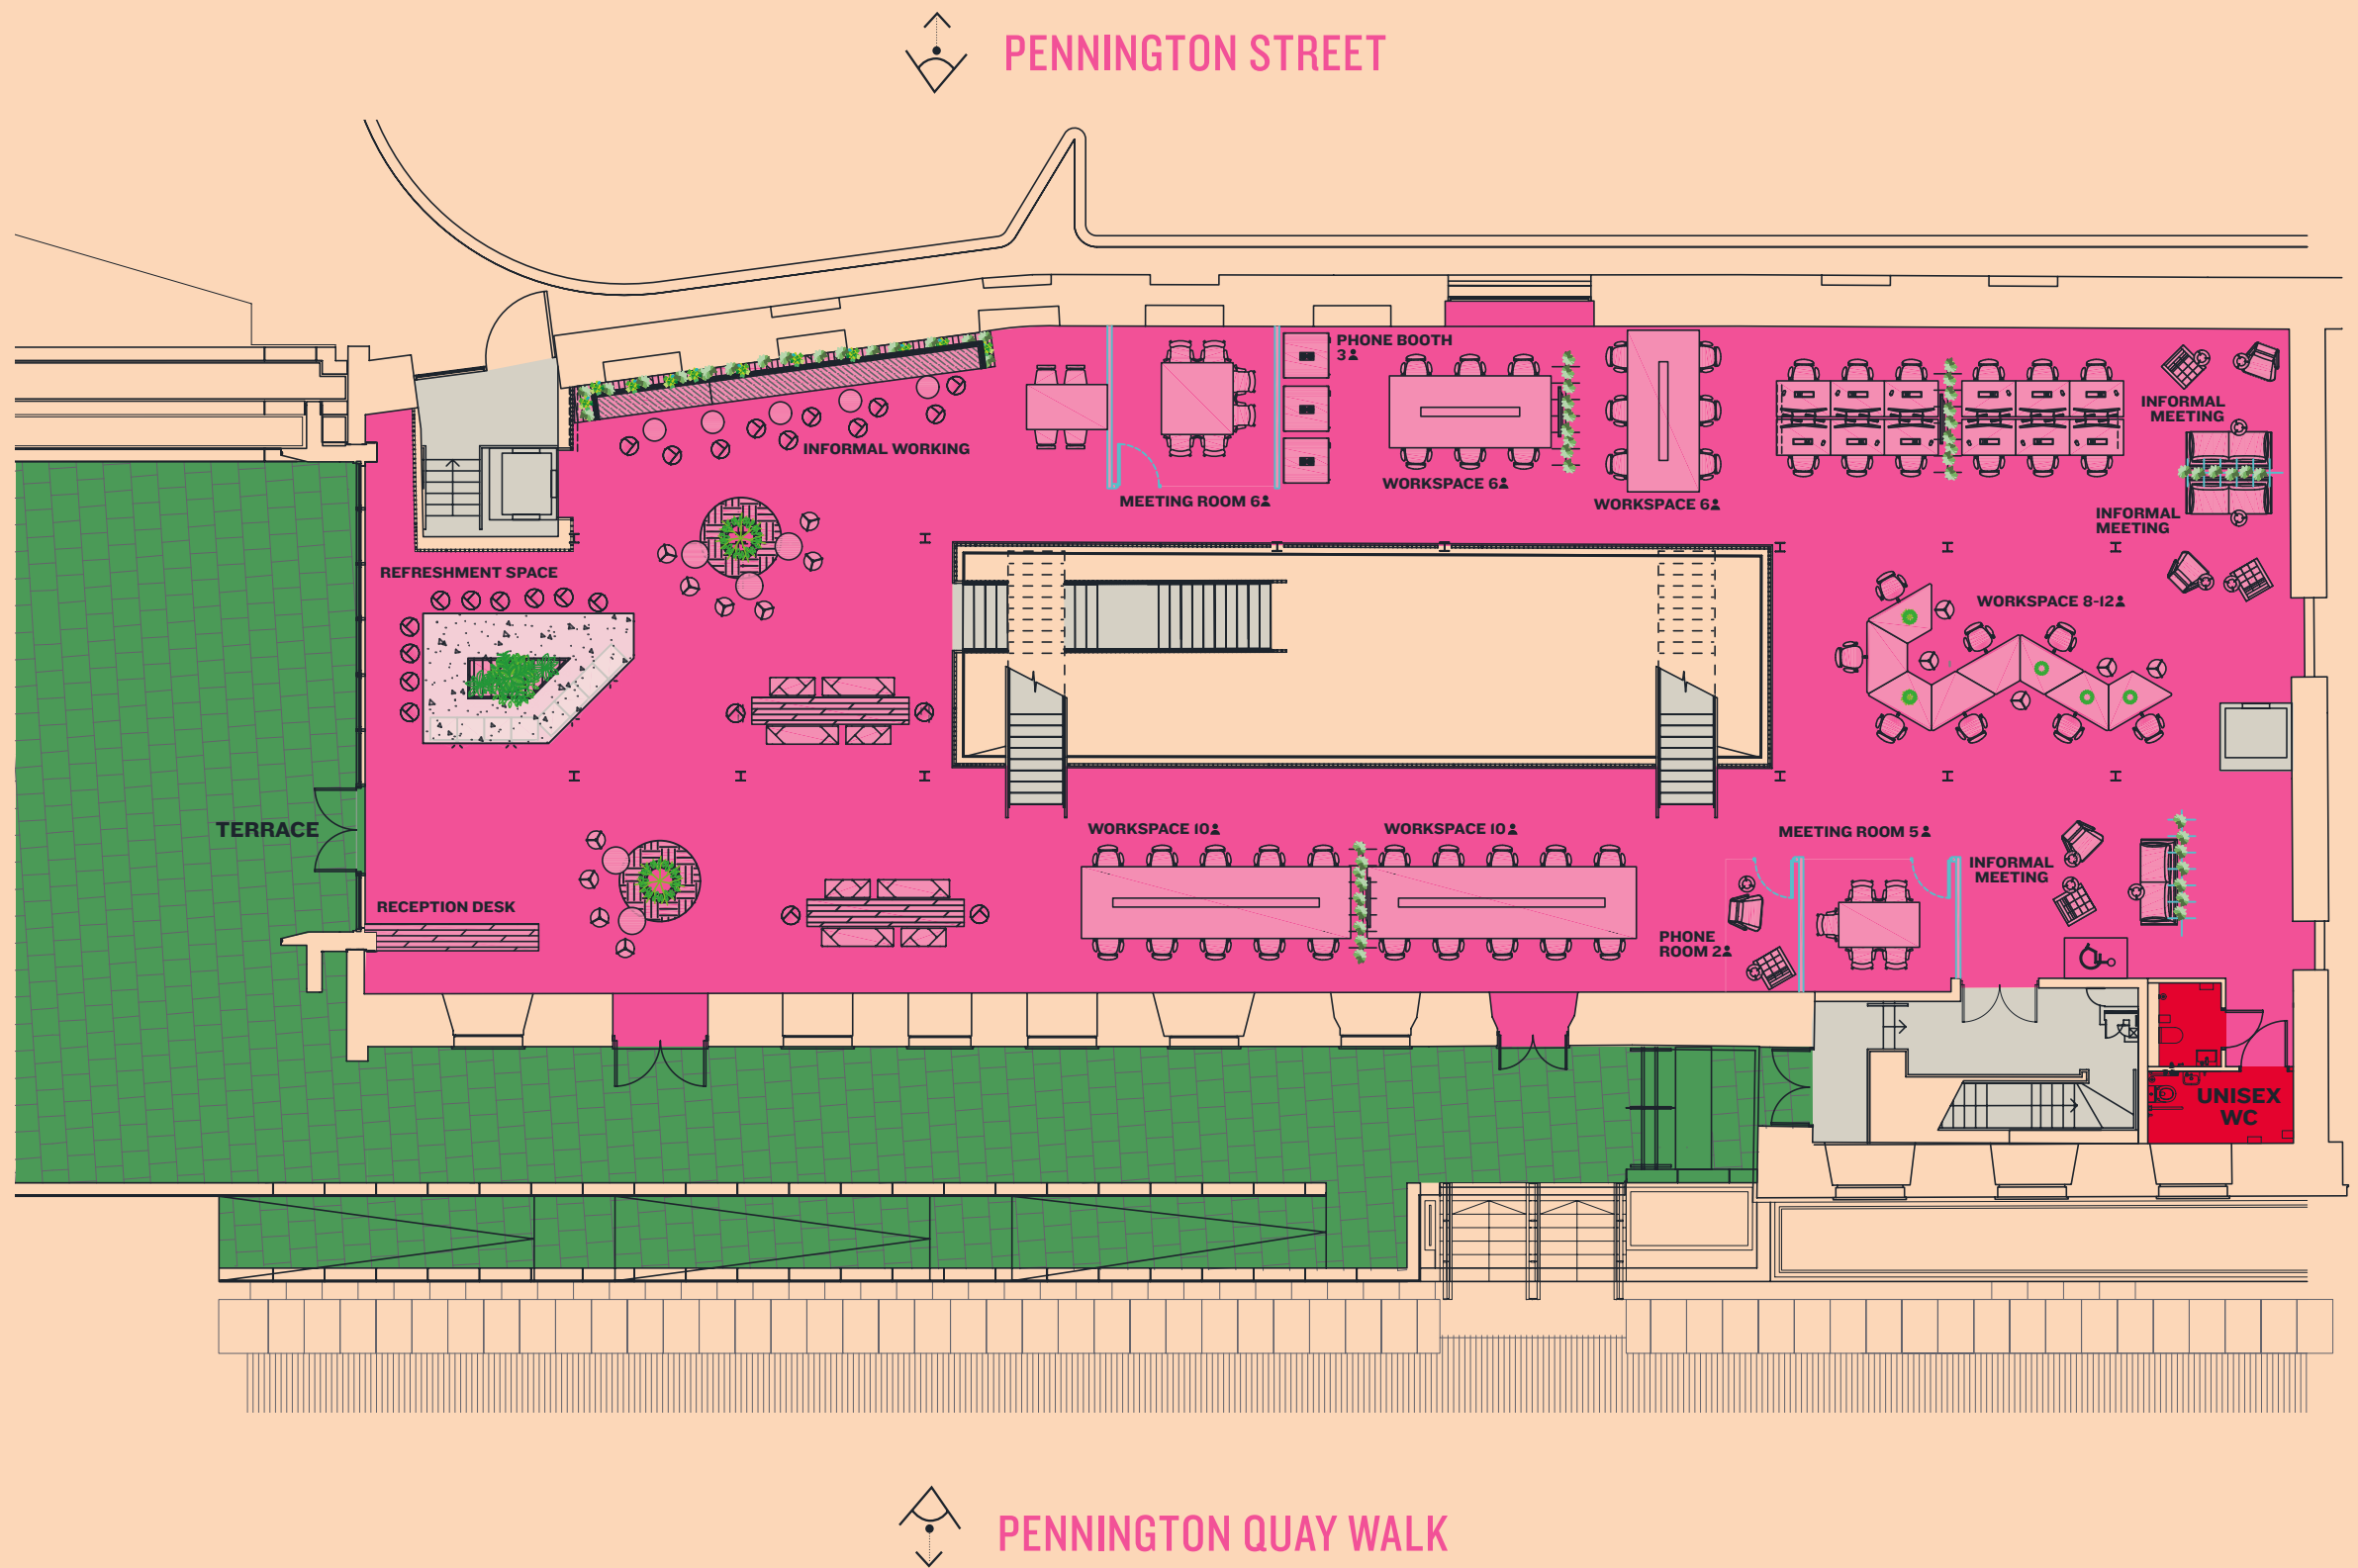 PENNINGTON STREET
PHONE BOOTH
3
INFORMAL
MEETING
INFORMAL WORKING
WORKSPACE 6
MEETING ROOM 6
WORKSPACE 6
INFORMAL
MEETING
REFRESHMENT SPACE
WORKSPACE 8-12
TERRACE
WORKSPACE 10
WORKSPACE 10
MEETING ROOM 5
INFORMAL
MEETING
RECEPTION DESK
PHONE
ROOM 2
UNISEX
WC
PENNINGTON QUAY WALK